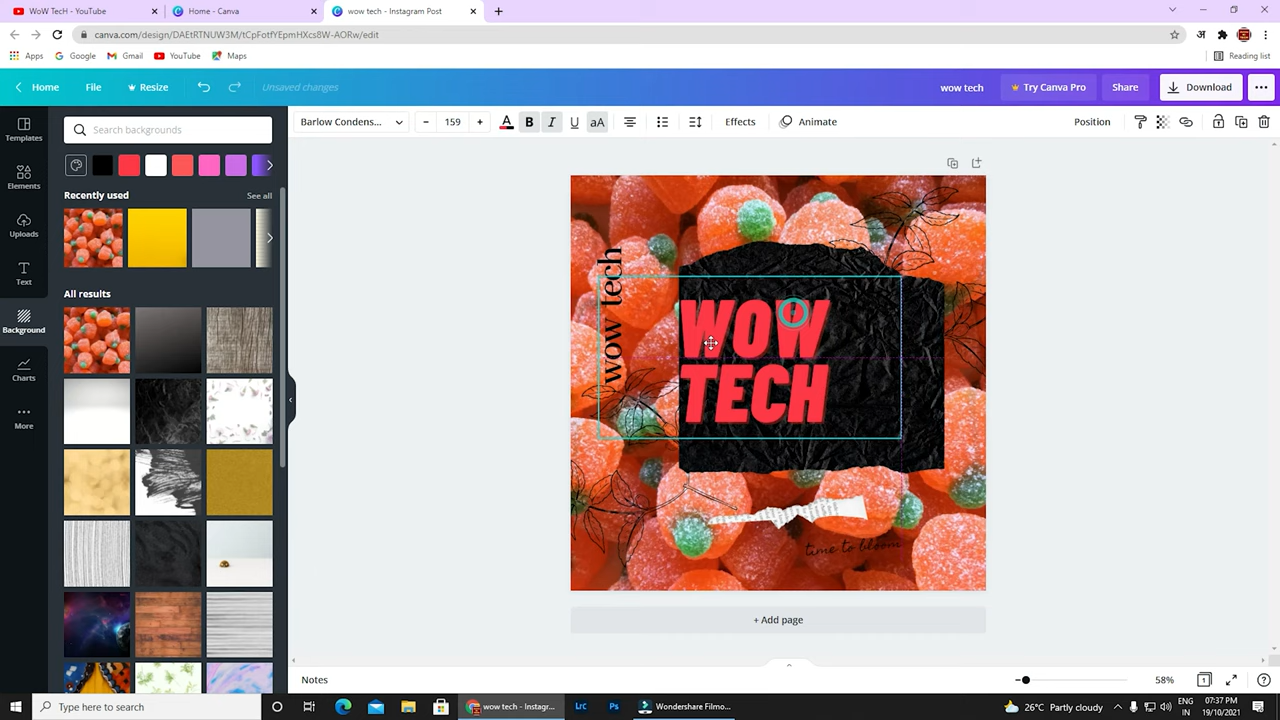 WoW TecH - YouTube
Home - Canva
wow tech - Instagram Post
canva.com/design/DAEtRTNUW3M/tCpFotfYEpmHXcs8W-AORw/edit
अ
Apps
Google
Gmail
YouTube
Maps
Reading list
Home
File
Resize
Unsaved changes
wow tech
Try Canva Pro
Share
Download
Templates
Elements
Uploads
Text
Background
Charts
More
Search backgrounds
Recently used
See all
All results
Barlow Condens...
159
A
B
I
U
aA
Effects
Animate
Position
wow tech
WOW
TECH
time to bloom
+ Add page
Notes
58%
1
Type here to search
wow tech - Instagr...
Lrc
Ps
Wondershare Filmo...
26°C Partly cloudy
ENG
IN
07:37 PM
19/10/2021